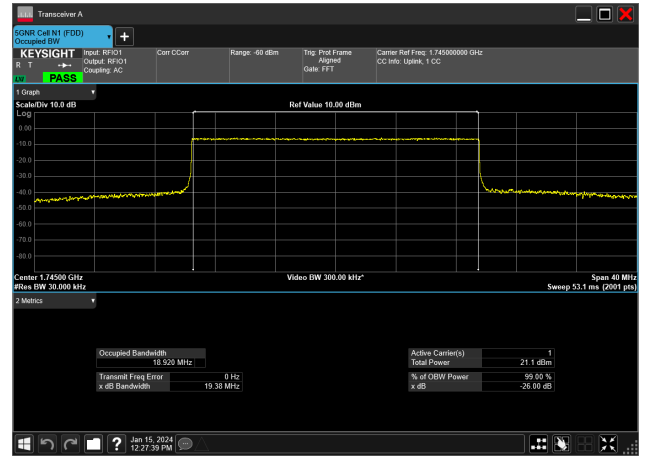 Transceiver A
5GNR Cell N1 (FDD)
Occupied BW
KEYSIGHT
R T
LNI
PASS
Input: RFIO1
Output: RFIO1
Coupling: AC
Corr CCorr
Range: -60 dBm
Trig: Prot Frame
Aligned
Gate: FFT
Carrier Ref Freq: 1.745000000 GHz
CC Info: Uplink, 1 CC
1 Graph
Scale/Div 10.0 dB
Ref Value 10.00 dBm
Log
0.00
-10.0
-20.0
-30.0
-40.0
-50.0
-60.0
-70.0
-80.0
Center 1.74500 GHz
Video BW 300.00 kHz*
Span 40 MHz
#Res BW 30.000 kHz
Sweep 53.1 ms (2001 pts)
2 Metrics
Occupied Bandwidth
18.920 MHz
Transmit Freq Error 0 Hz
x dB Bandwidth 19.38 MHz
Active Carrier(s) 1
Total Power 21.1 dBm
% of OBW Power 99.00 %
x dB -26.00 dB
Jan 15, 2024
12:27:39 PM